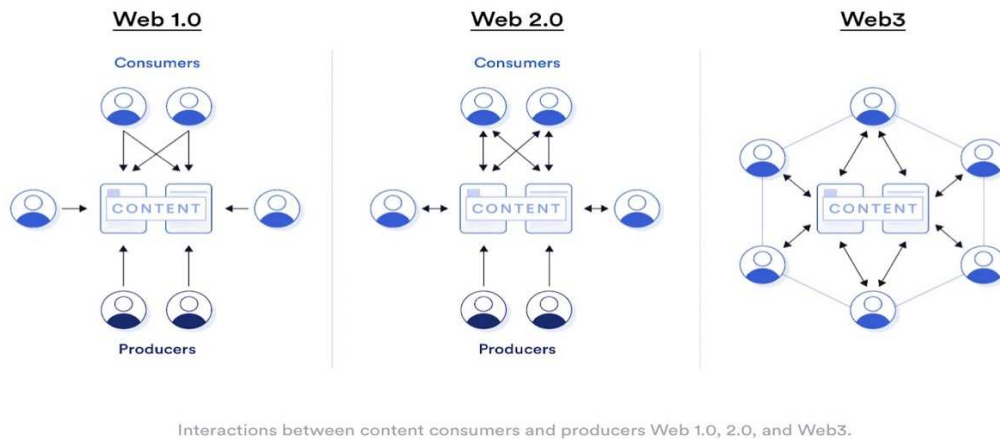 Web 1.0
Web 2.0
Web3
Consumers
Consumers
CONTENT
CONTENT
CONTENT
Producers
Producers
Interactions between content consumers and producers Web 1.0, 2.0, and Web3.